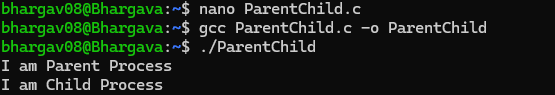 bhargav08@Bhargava:~$ nano ParentChild.c
bhargav08@Bhargava:~$ gcc ParentChild.c -o ParentChild
bhargav08@Bhargava:~$ ./ParentChild
I am Parent Process
I am Child Process